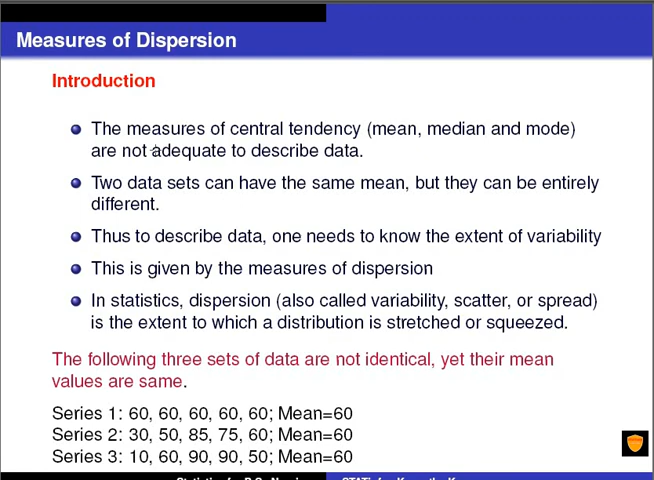 Measures of Dispersion
Introduction
The measures of central tendency (mean, median and mode)
are not adequate to describe data.
Two data sets can have the same mean, but they can be entirely
different.
Thus to describe data, one needs to know the extent of variability
This is given by the measures of dispersion
In statistics, dispersion (also called variability, scatter, or spread)
is the extent to which a distribution is stretched or squeezed.
The following three sets of data are not identical, yet their mean
values are same.
Series 1: 60, 60, 60, 60, 60; Mean=60
Series 2: 30, 50, 85, 75, 60; Mean=60
Series 3: 10, 60, 90, 90, 50; Mean=60